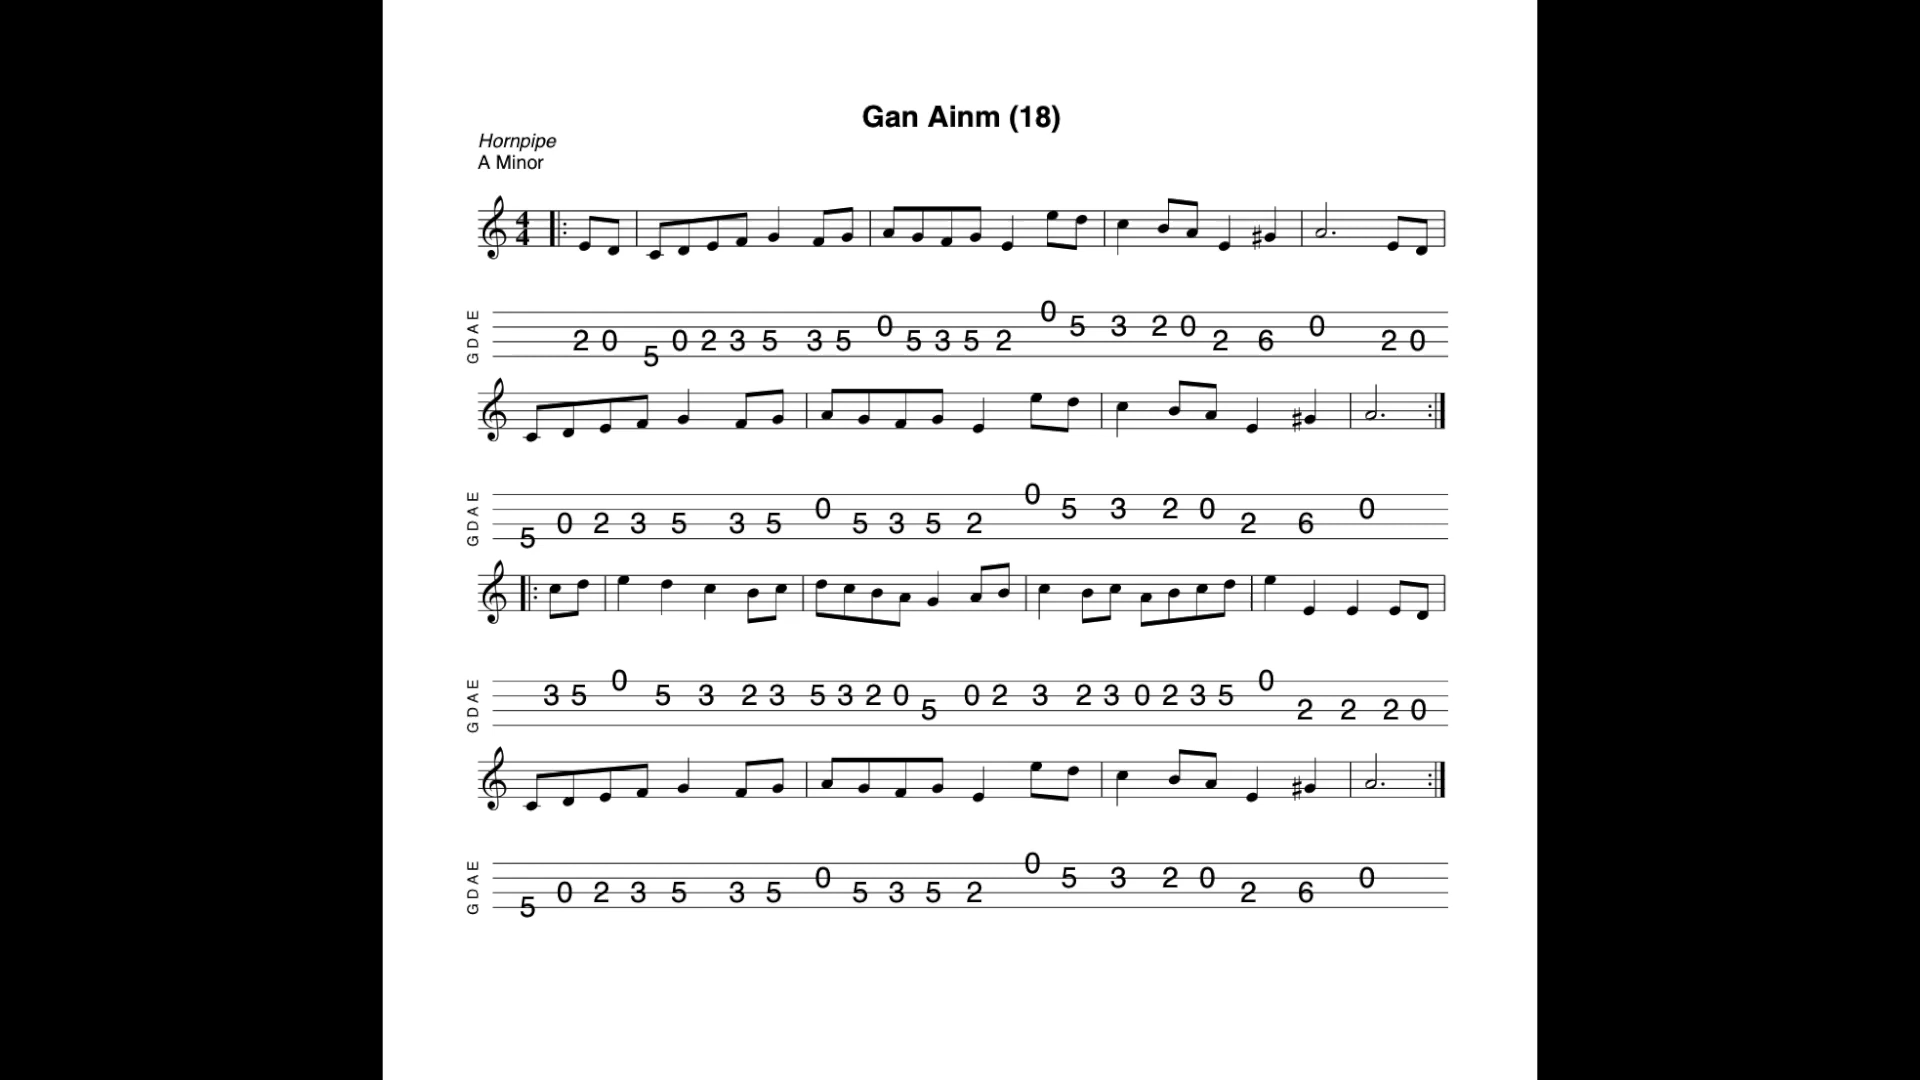 Gan Ainm (18)
Hornpipe
A Minor
4
4
E A D G
2 0 5 0 2 3 5 3 5 0 5 3 5 2 0 5 3 2 0 2 6 0 2 0
E A D G
5 0 2 3 5 3 5 0 5 3 5 2 0 5 3 2 0 2 6 0
E A D G
3 5 0 5 3 2 3 5 3 2 0 5 0 2 3 2 3 0 2 3 5 0 2 2 2 0
E A D G
5 0 2 3 5 3 5 0 5 3 5 2 0 5 3 2 0 2 6 0